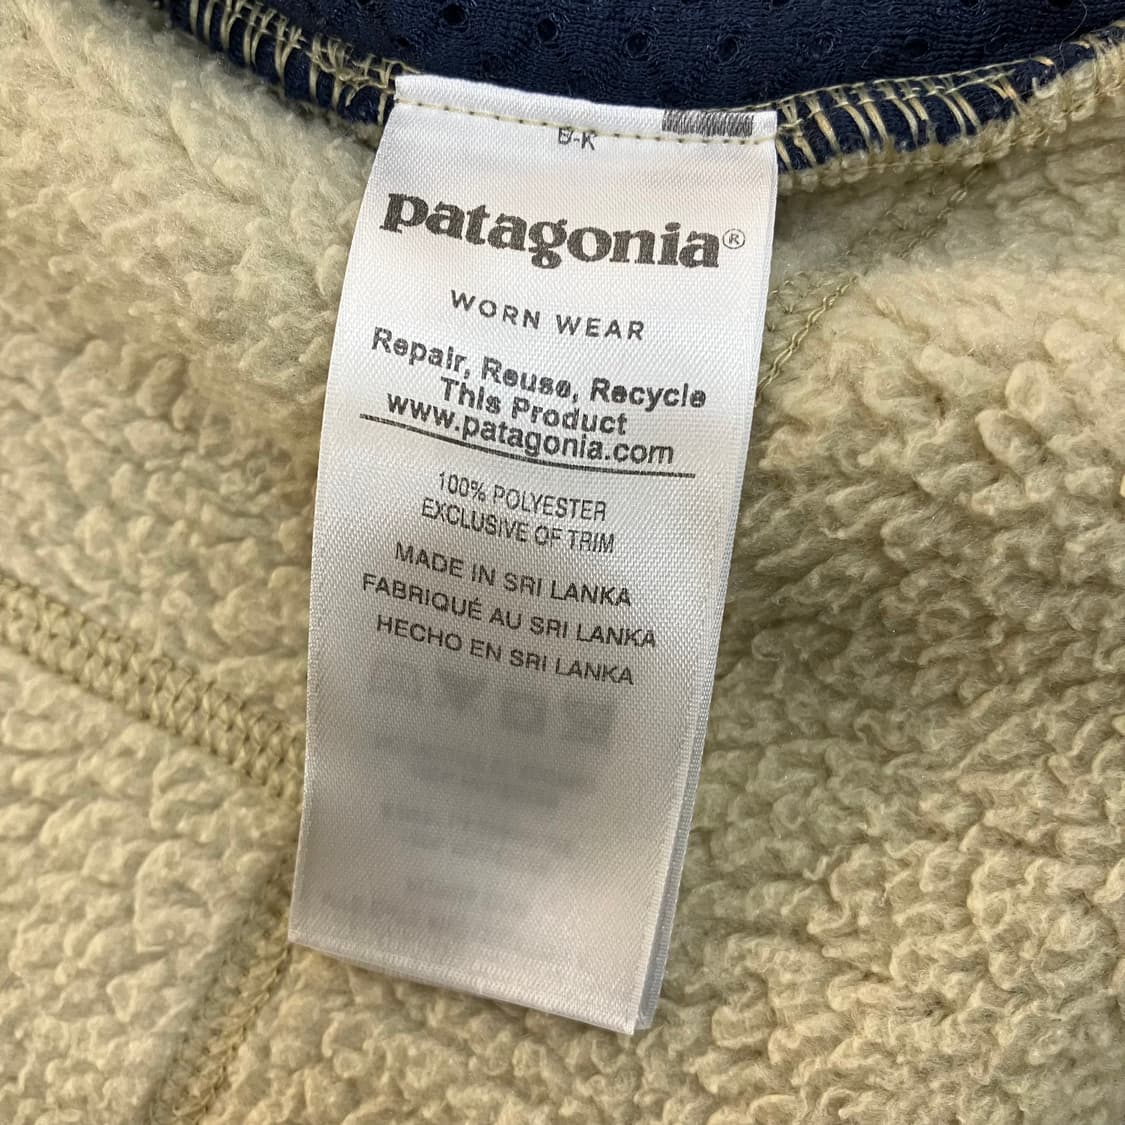 B-K
patagonia®
WORN WEAR
Repair, Reuse, Recycle
This Product
www.patagonia.com
100% POLYESTER
EXCLUSIVE OF TRIM
MADE IN SRI LANKA
FABRIQUÉ AU SRI LANKA
HECHO EN SRI LANKA